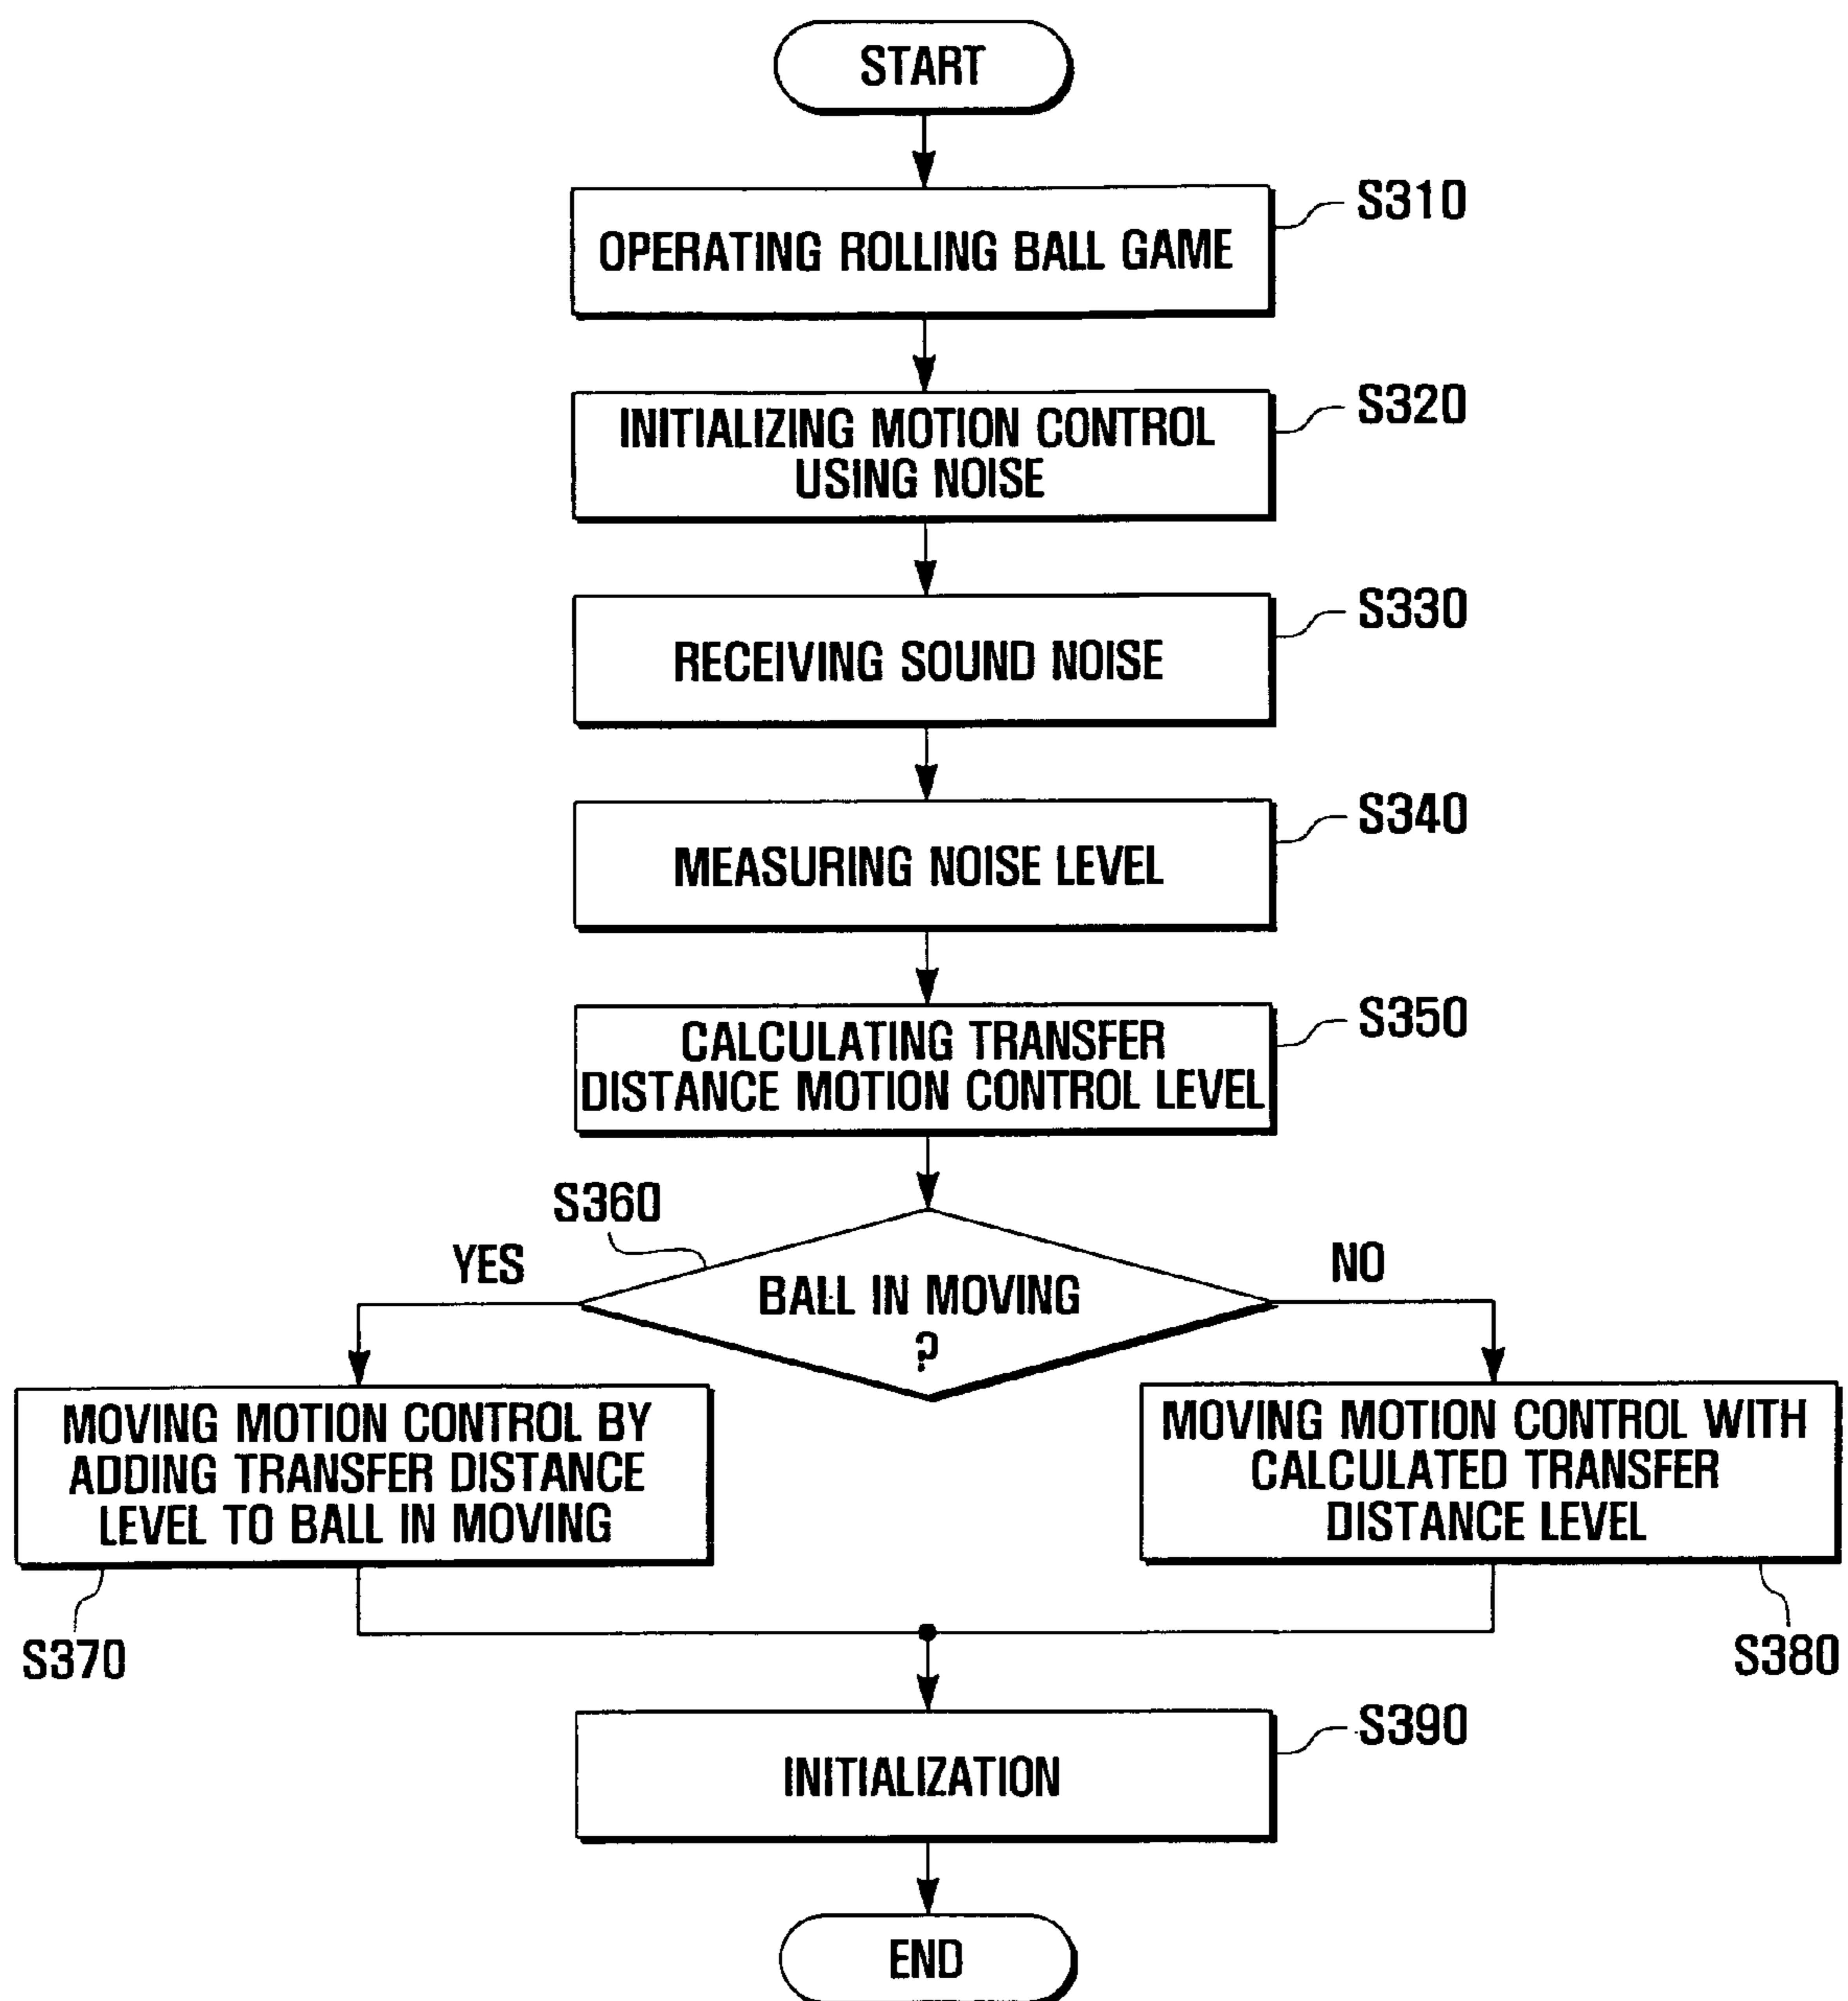 START
OPERATING ROLLING BALL GAME
S310
INITIALIZING MOTION CONTROL
USING NOISE
S320
RECEIVING SOUND NOISE
S330
MEASURING NOISE LEVEL
S340
CALCULATING TRANSFER
DISTANCE MOTION CONTROL LEVEL
S350
S360
YES
NO
BALL IN MOVING
?
MOVING MOTION CONTROL BY
ADDING TRANSFER DISTANCE
LEVEL TO BALL IN MOVING
S370
MOVING MOTION CONTROL WITH
CALCULATED TRANSFER
DISTANCE LEVEL
S380
INITIALIZATION
S390
END